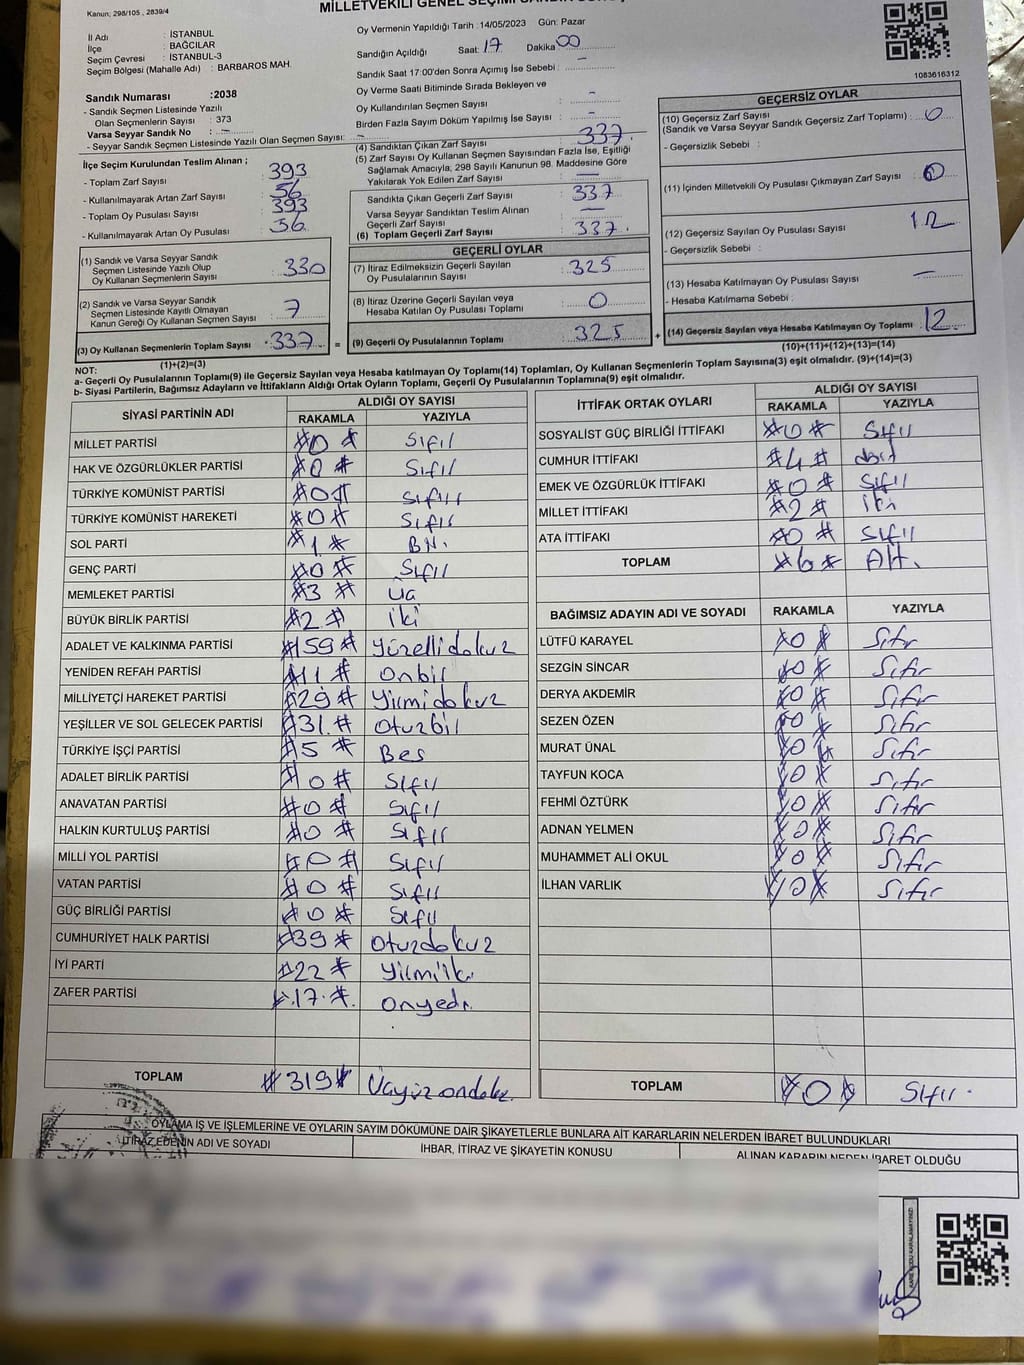 Kanun; 298/105 , 2839/4
MİLLETVEKİLİ GENEL SEÇİMİ SANDIK
İl Adı : İSTANBUL
İlçe : BAĞCILAR
Seçim Çevresi : İSTANBUL-3
Seçim Bölgesi (Mahalle Adı) : BARBAROS MAH.
Sandık Numarası :2038
- Sandık Seçmen Listesinde Yazılı
Olan Seçmenlerin Sayısı : 373
Varsa Seyyar Sandık No : -
- Seyyar Sandık Seçmen Listesinde Yazılı Olan Seçmen Sayısı: -
Oy Vermenin Yapıldığı Tarih : 14/05/2023 Gün: Pazar
Sandığın Açıldığı Saat: 17 Dakika 00
Sandık Saat 17:00'den Sonra Açımış İse Sebebi : -
Oy Verme Saati Bitiminde Sırada Bekleyen ve
Oy Kullandırılan Seçmen Sayısı : -
Birden Fazla Sayım Döküm Yapılmış İse Sayısı : -
1083616312
İlçe Seçim Kurulundan Teslim Alınan ;
- Toplam Zarf Sayısı : 393
- Kullanılmayarak Artan Zarf Sayısı : 56
- Toplam Oy Pusulası Sayısı : 393
- Kullanılmayarak Artan Oy Pusulası : 56
(1) Sandık ve Varsa Seyyar Sandık
Seçmen Listesinde Yazılı Olup
Oy Kullanan Seçmenlerin Sayısı : 330
(2) Sandık ve Varsa Seyyar Sandık
Seçmen Listesinde Kayıtlı Olmayan
Kanun Gereği Oy Kullanan Seçmen Sayısı : 7
(3) Oy Kullanan Seçmenlerin Toplam Sayısı : 337
(1)+(2)=(3)
(4) Sandıktan Çıkan Zarf Sayısı : 337
(5) Zarf Sayısı Oy Kullanan Seçmen Sayısından Fazla İse, Eşitliği
Sağlamak Amacıyla; 298 Sayılı Kanunun 98. Maddesine Göre
Yakılarak Yok Edilen Zarf Sayısı : -
Sandıkta Çıkan Geçerli Zarf Sayısı : 337
Varsa Seyyar Sandıktan Teslim Alınan
Geçerli Zarf Sayısı : -
(6) Toplam Geçerli Zarf Sayısı : 337
GEÇERLİ OYLAR
(7) İtiraz Edilmeksizin Geçerli Sayılan
Oy Pusulalarının Sayısı : 325
(8) İtiraz Üzerine Geçerli Sayılan veya
Hesaba Katılan Oy Pusulası Toplamı : 0
= (9) Geçerli Oy Pusulalarının Toplamı : 325
GEÇERSİZ OYLAR
(10) Geçersiz Zarf Sayısı
(Sandık ve Varsa Seyyar Sandık Geçersiz Zarf Toplamı) : 0
- Geçersizlik Sebebi :
(11) İçinden Milletvekili Oy Pusulası Çıkmayan Zarf Sayısı : 0
(12) Geçersiz Sayılan Oy Pusulası Sayısı : 12
- Geçersizlik Sebebi :
(13) Hesaba Katılmayan Oy Pusulası Sayısı : -
- Hesaba Katılmama Sebebi :
+ (14) Geçersiz Sayılan veya Hesaba Katılmayan Oy Toplamı : 12
(10)+(11)+(12)+(13)=(14)
NOT:
a- Geçerli Oy Pusulalarının Toplamı(9) ile Geçersiz Sayılan veya Hesaba katılmayan Oy Toplamı(14) Toplamları, Oy Kullanan Seçmenlerin Toplam Sayısına(3) eşit olmalıdır. (9)+(14)=(3)
b- Siyasi Partilerin, Bağımsız Adayların ve İttifakların Aldığı Ortak Oyların Toplamı, Geçerli Oy Pusulalarının Toplamına(9) eşit olmalıdır.
SİYASİ PARTİNİN ADI ALDIĞI OY SAYISI
RAKAMLA YAZIYLA
MİLLET PARTİSİ #0# Sıfır
HAK VE ÖZGÜRLÜKLER PARTİSİ #0# Sıfır
TÜRKİYE KOMÜNİST PARTİSİ #0# Sıfır
TÜRKİYE KOMÜNİST HAREKETİ #0# Sıfır
SOL PARTİ #1# Bir
GENÇ PARTİ #0# Sıfır
MEMLEKET PARTİSİ #3# Üç
BÜYÜK BİRLİK PARTİSİ #2# İki
ADALET VE KALKINMA PARTİSİ #159# Yüzellidokuz
YENİDEN REFAH PARTİSİ #11# Onbir
MİLLİYETÇİ HAREKET PARTİSİ #29# Yirmidokuz
YEŞİLLER VE SOL GELECEK PARTİSİ #31# Otuzbir
TÜRKİYE İŞÇİ PARTİSİ #5# Beş
ADALET BİRLİK PARTİSİ #0# Sıfır
ANAVATAN PARTİSİ #0# Sıfır
HALKIN KURTULUŞ PARTİSİ #0# Sıfır
MİLLİ YOL PARTİSİ #0# Sıfır
VATAN PARTİSİ #0# Sıfır
GÜÇ BİRLİĞİ PARTİSİ #0# Sıfır
CUMHURİYET HALK PARTİSİ #39# Otuzdokuz
İYİ PARTİ #22# Yirmiiki
ZAFER PARTİSİ #17# Onyedi
TOPLAM #319# Üçyüzondokuz
İTTİFAK ORTAK OYLARI ALDIĞI OY SAYISI
RAKAMLA YAZIYLA
SOSYALİST GÜÇ BİRLİĞİ İTTİFAKI #0# Sıfır
CUMHUR İTTİFAKI #4# dört
EMEK VE ÖZGÜRLÜK İTTİFAKI #0# Sıfır
MİLLET İTTİFAKI #2# iki
ATA İTTİFAKI #0# Sıfır
TOPLAM #6# Altı
BAĞIMSIZ ADAYIN ADI VE SOYADI RAKAMLA YAZIYLA
LÜTFÜ KARAYEL #0# Sıfır
SEZGİN SİNCAR #0# Sıfır
DERYA AKDEMİR #0# Sıfır
SEZEN ÖZEN #0# Sıfır
MURAT ÜNAL #0# Sıfır
TAYFUN KOCA #0# Sıfır
FEHMİ ÖZTÜRK #0# Sıfır
ADNAN YELMEN #0# Sıfır
MUHAMMET ALİ OKUL #0# Sıfır
İLHAN VARLIK #0# Sıfır
TOPLAM #0# Sıfır
OYLAMA İŞ VE İŞLEMLERİNE VE OYLARIN SAYIM DÖKÜMÜNE DAİR ŞİKAYETLERLE BUNLARA AİT KARARLARIN NELERDEN İBARET BULUNDUKLARI
İTİRAZ EDENİN ADI VE SOYADI İHBAR, İTİRAZ VE ŞİKAYETİN KONUSU ALINAN KARARIN NEDEN İBARET OLDUĞU